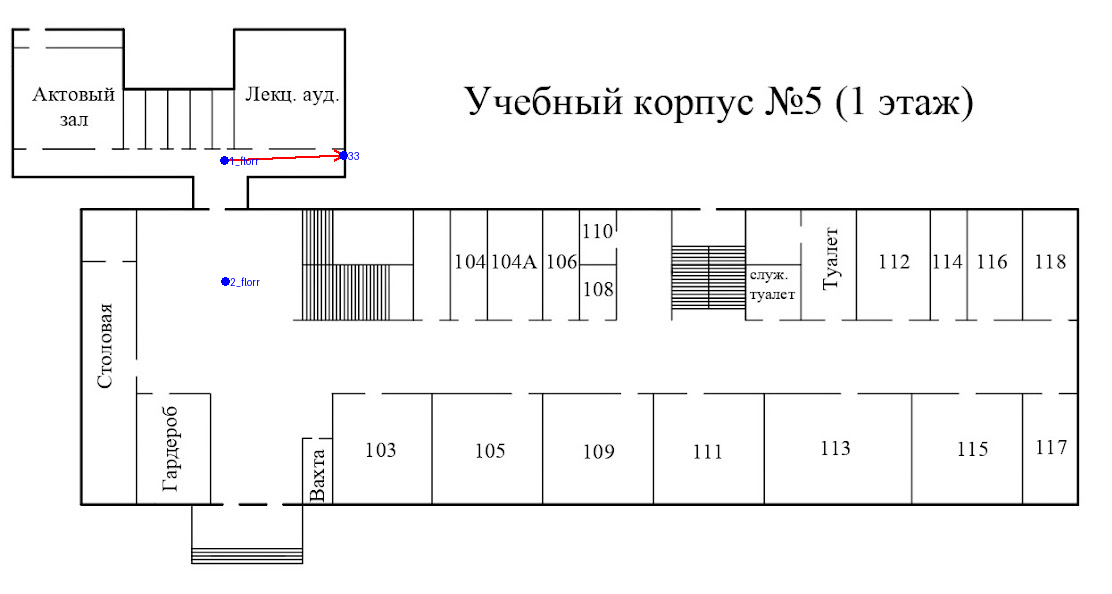 Учебный корпус №5 (1 этаж)
Актовый
зал
Лекц. ауд.
1_florr
33
2_florr
Столовая
Гардероб
Вахта
104
104А
106
110
108
служ.
туалет
Туалет
112
114
116
118
103
105
109
111
113
115
117